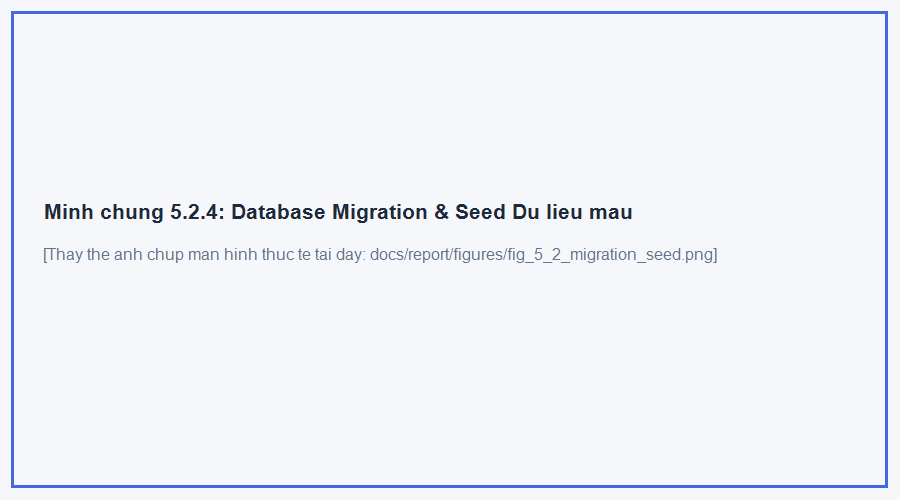 Minh chung 5.2.4: Database Migration & Seed Du lieu mau
[Thay the anh chup man hinh thuc te tai day: docs/report/figures/fig_5_2_migration_seed.png]